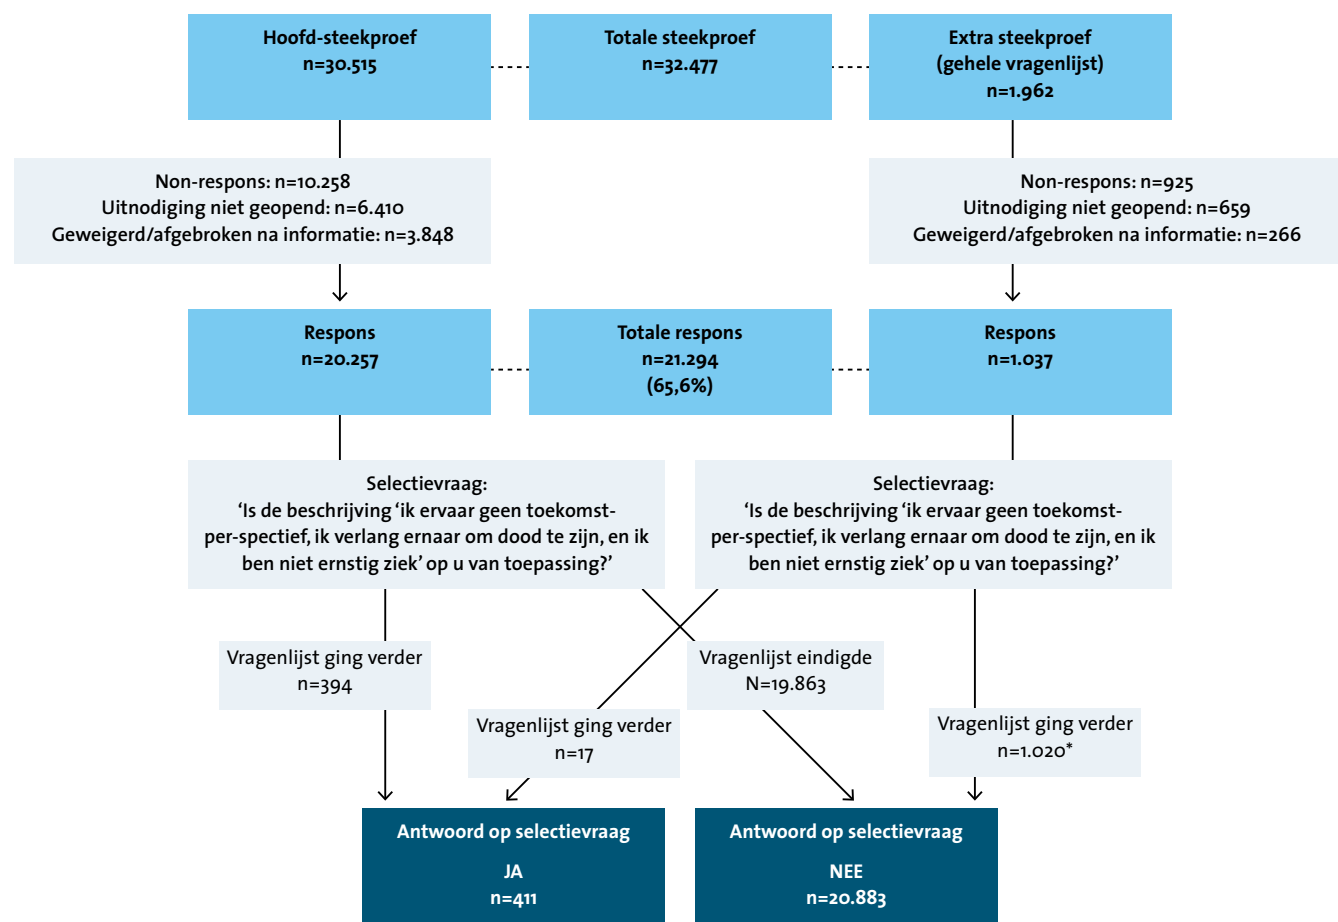 Hoofd-steekproef
n=30.515
Totale steekproef
n=32.477
Extra steekproef
(gehele vragenlijst)
n=1.962
Non-respons: n=10.258
Uitnodiging niet geopend: n=6.410
Geweigerd/afgebroken na informatie: n=3.848
Non-respons: n=925
Uitnodiging niet geopend: n=659
Geweigerd/afgebroken na informatie: n=266
Respons
n=20.257
Totale respons
n=21.294
(65,6%)
Respons
n=1.037
Selectievraag:
‘Is de beschrijving ‘ik ervaar geen toekomst-
per-spectief, ik verlang ernaar om dood te zijn, en ik
ben niet ernstig ziek’ op u van toepassing?’
Selectievraag:
‘Is de beschrijving ‘ik ervaar geen toekomst-
per-spectief, ik verlang ernaar om dood te zijn, en ik
ben niet ernstig ziek’ op u van toepassing?’
Vragenlijst ging verder
n=394
Vragenlijst eindigde
N=19.863
Vragenlijst ging verder
n=17
Vragenlijst ging verder
n=1.020*
Antwoord op selectievraag
JA
n=411
Antwoord op selectievraag
NEE
n=20.883